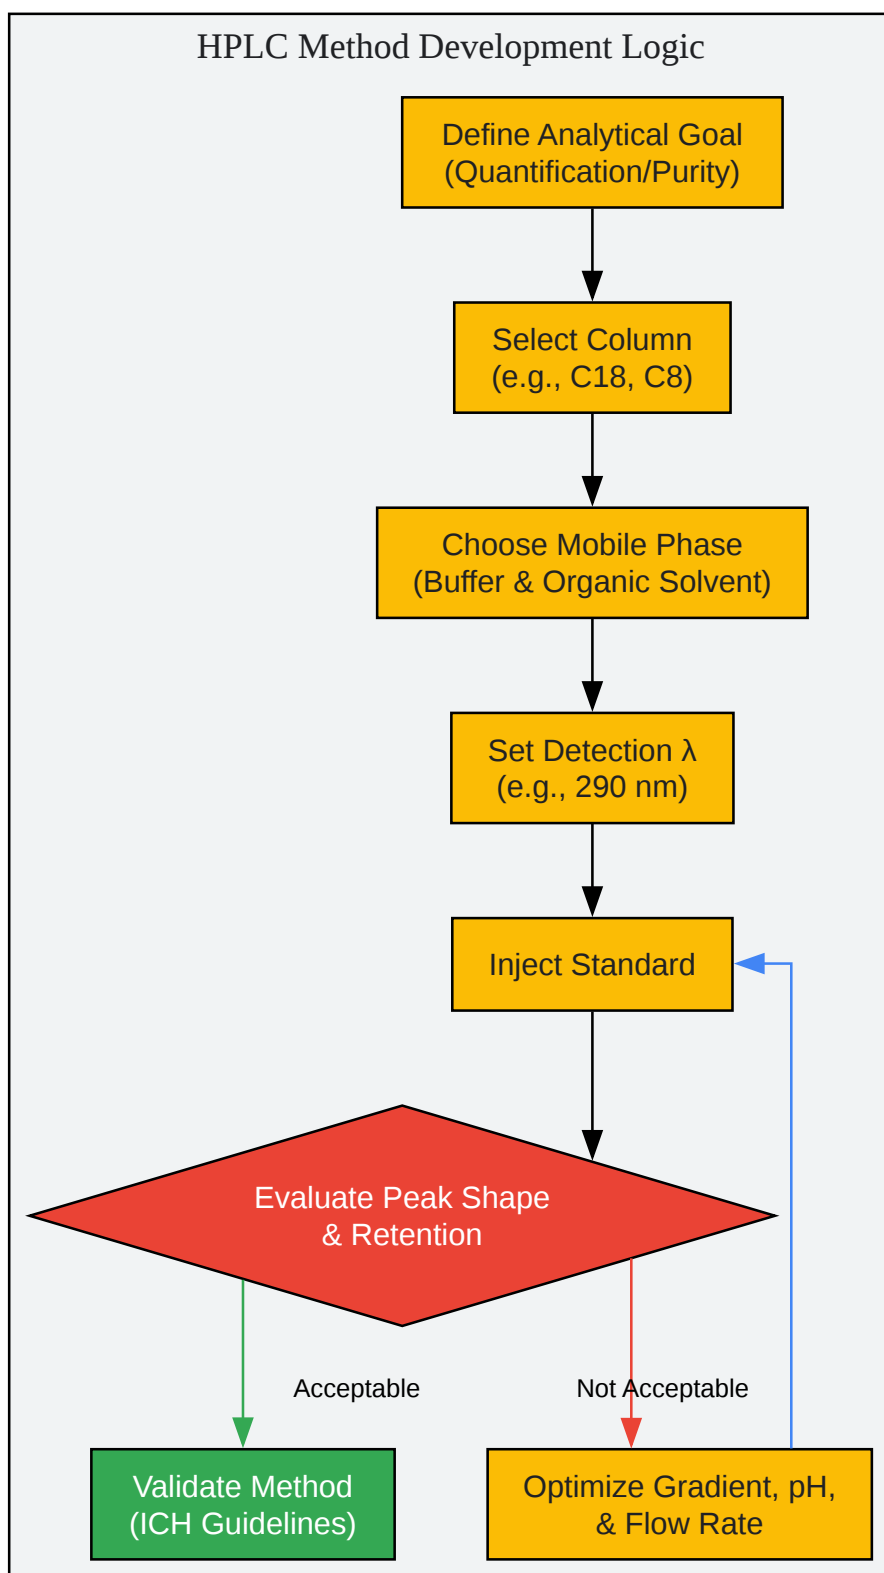 HPLC Method Development Logic
Define Analytical Goal
(Quantification/Purity)
Select Column
(e.g., C18, C8)
Choose Mobile Phase
(Buffer & Organic Solvent)
Set Detection λ
(e.g., 290 nm)
Inject Standard
Evaluate Peak Shape
& Retention
Acceptable
Not Acceptable
Validate Method
(ICH Guidelines)
Optimize Gradient, pH,
& Flow Rate